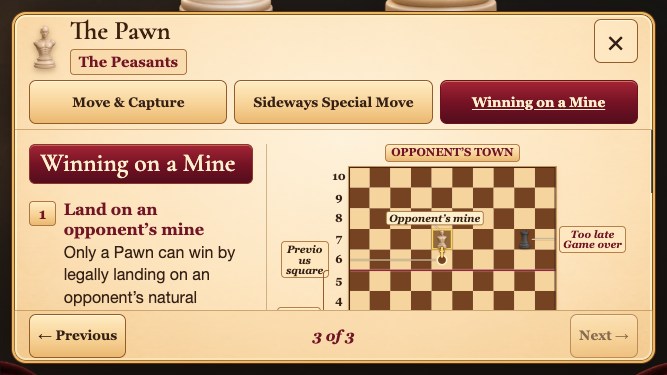 The Pawn
The Peasants
×
Move & Capture
Sideways Special Move
Winning on a Mine
Winning on a Mine
1
Land on an
opponent's mine
Only a Pawn can win by
legally landing on an
opponent's natural
OPPONENT'S TOWN
10
9
8
7
6
5
4
Opponent's mine
Previo
us
square
Too late
Game over
← Previous
3 of 3
Next →